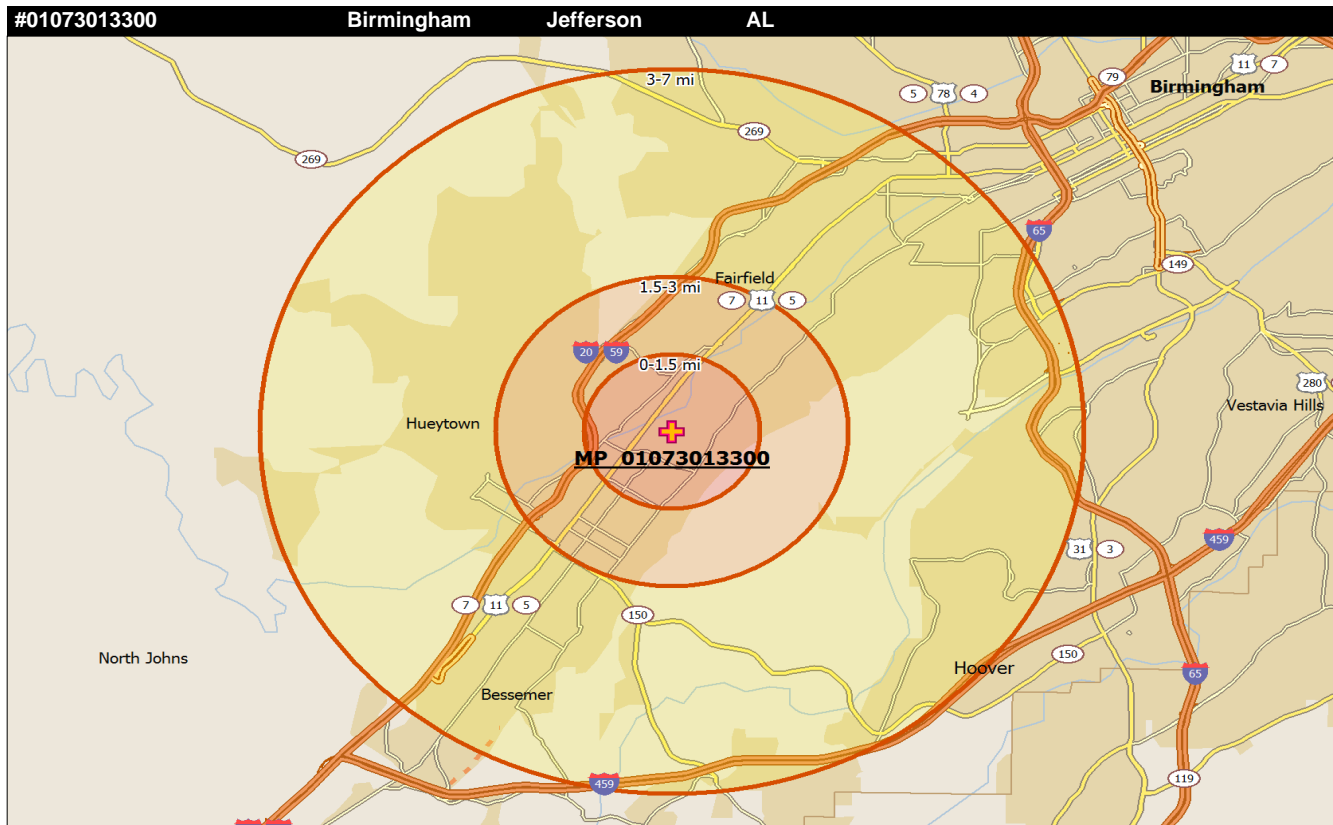 #01073013300 Birmingham Jefferson AL
3-7 mi
11 7
79
5 78 4
Birmingham
269
269
65
149
Fairfield
1.5-3 mi
7 11 5
20 59
0-1.5 mi
280
Vestavia Hills
Hueytown
MP 01073013300
459
31 3
7 11 5
150
150
North Johns
Hoover
65
Bessemer
119
459